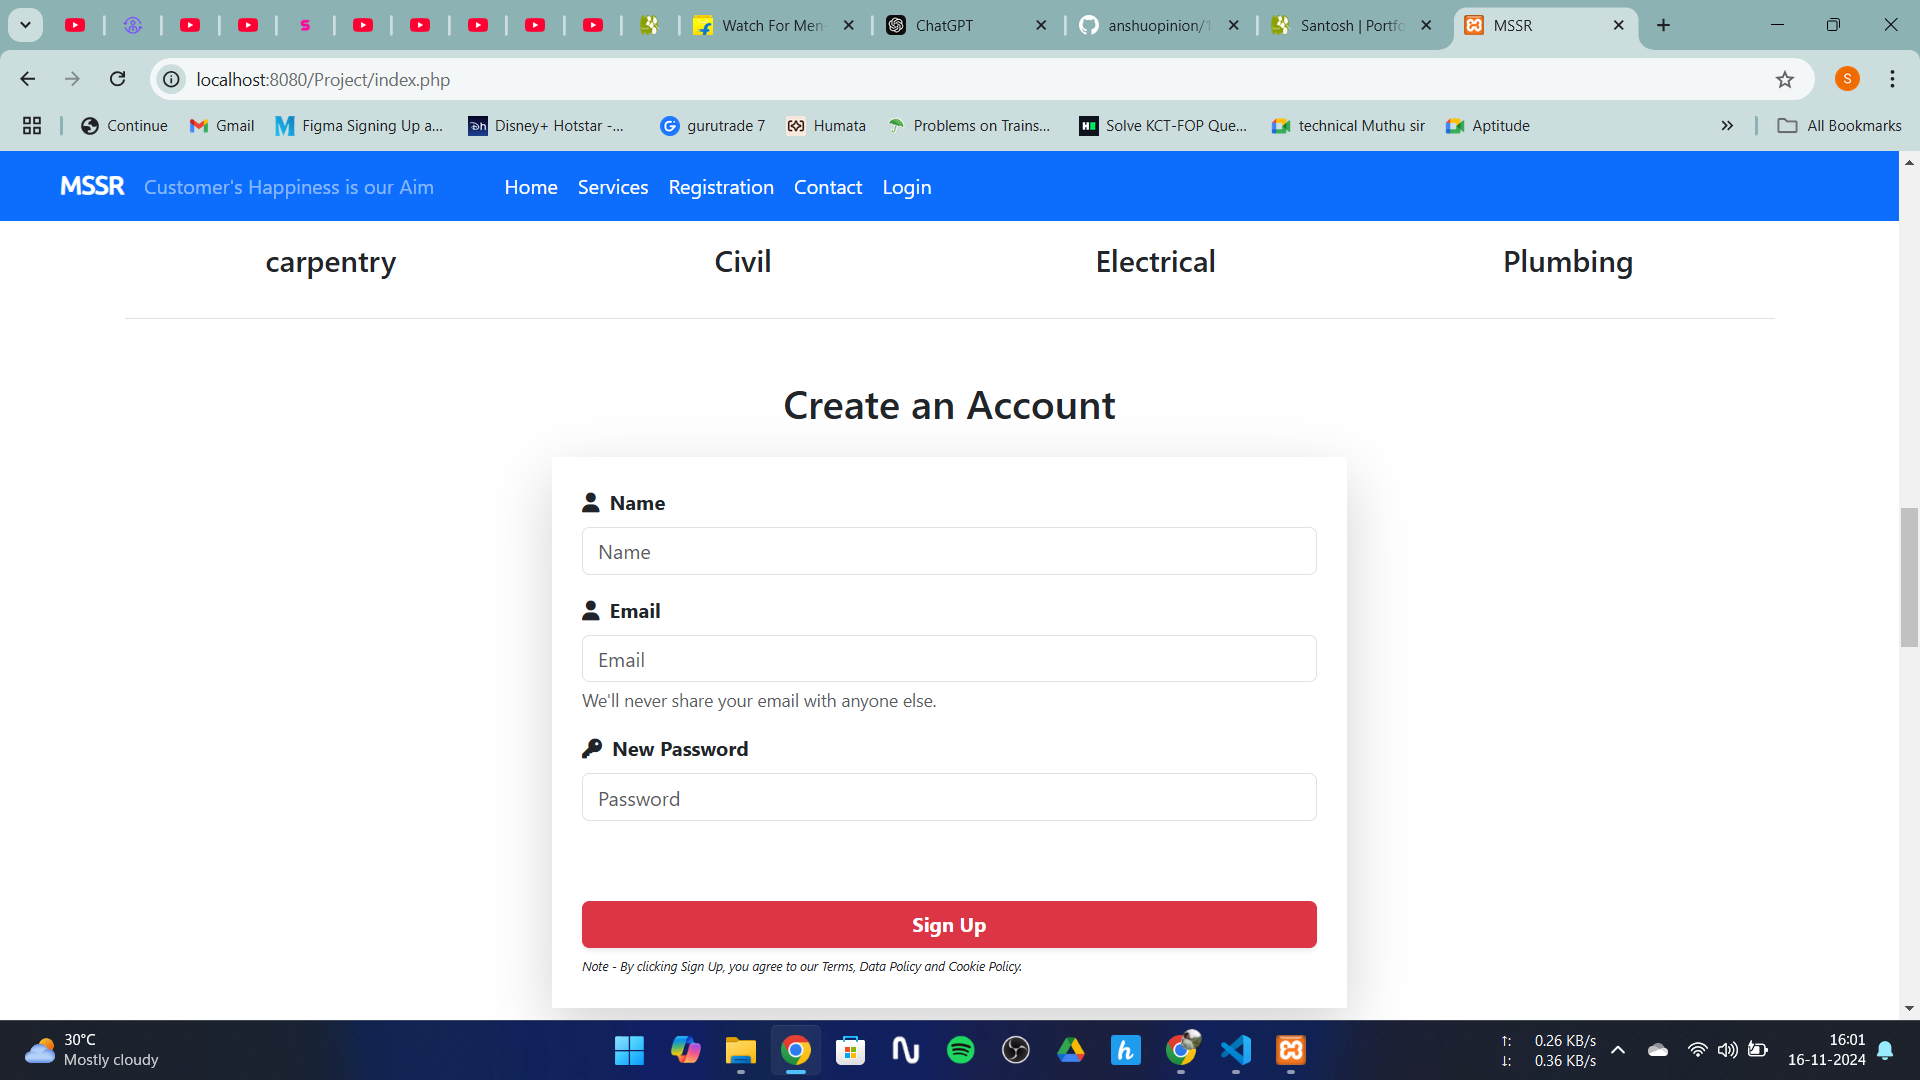 Watch For Men
ChatGPT
anshuopinion/1
Santosh | Portfo
MSSR
localhost:8080/Project/index.php
S
Continue
Gmail
Figma Signing Up a...
Disney+ Hotstar -...
gurutrade 7
Humata
Problems on Trains...
Solve KCT-FOP Que...
technical Muthu sir
Aptitude
All Bookmarks
MSSR Customer's Happiness is our Aim Home Services Registration Contact Login
carpentry Civil Electrical Plumbing
Create an Account
Name
Name
Email
Email
We'll never share your email with anyone else.
New Password
Password
Sign Up
Note - By clicking Sign Up, you agree to our Terms, Data Policy and Cookie Policy.
30°C
Mostly cloudy
↑: 0.26 KB/s
↓: 0.36 KB/s
16:01
16-11-2024